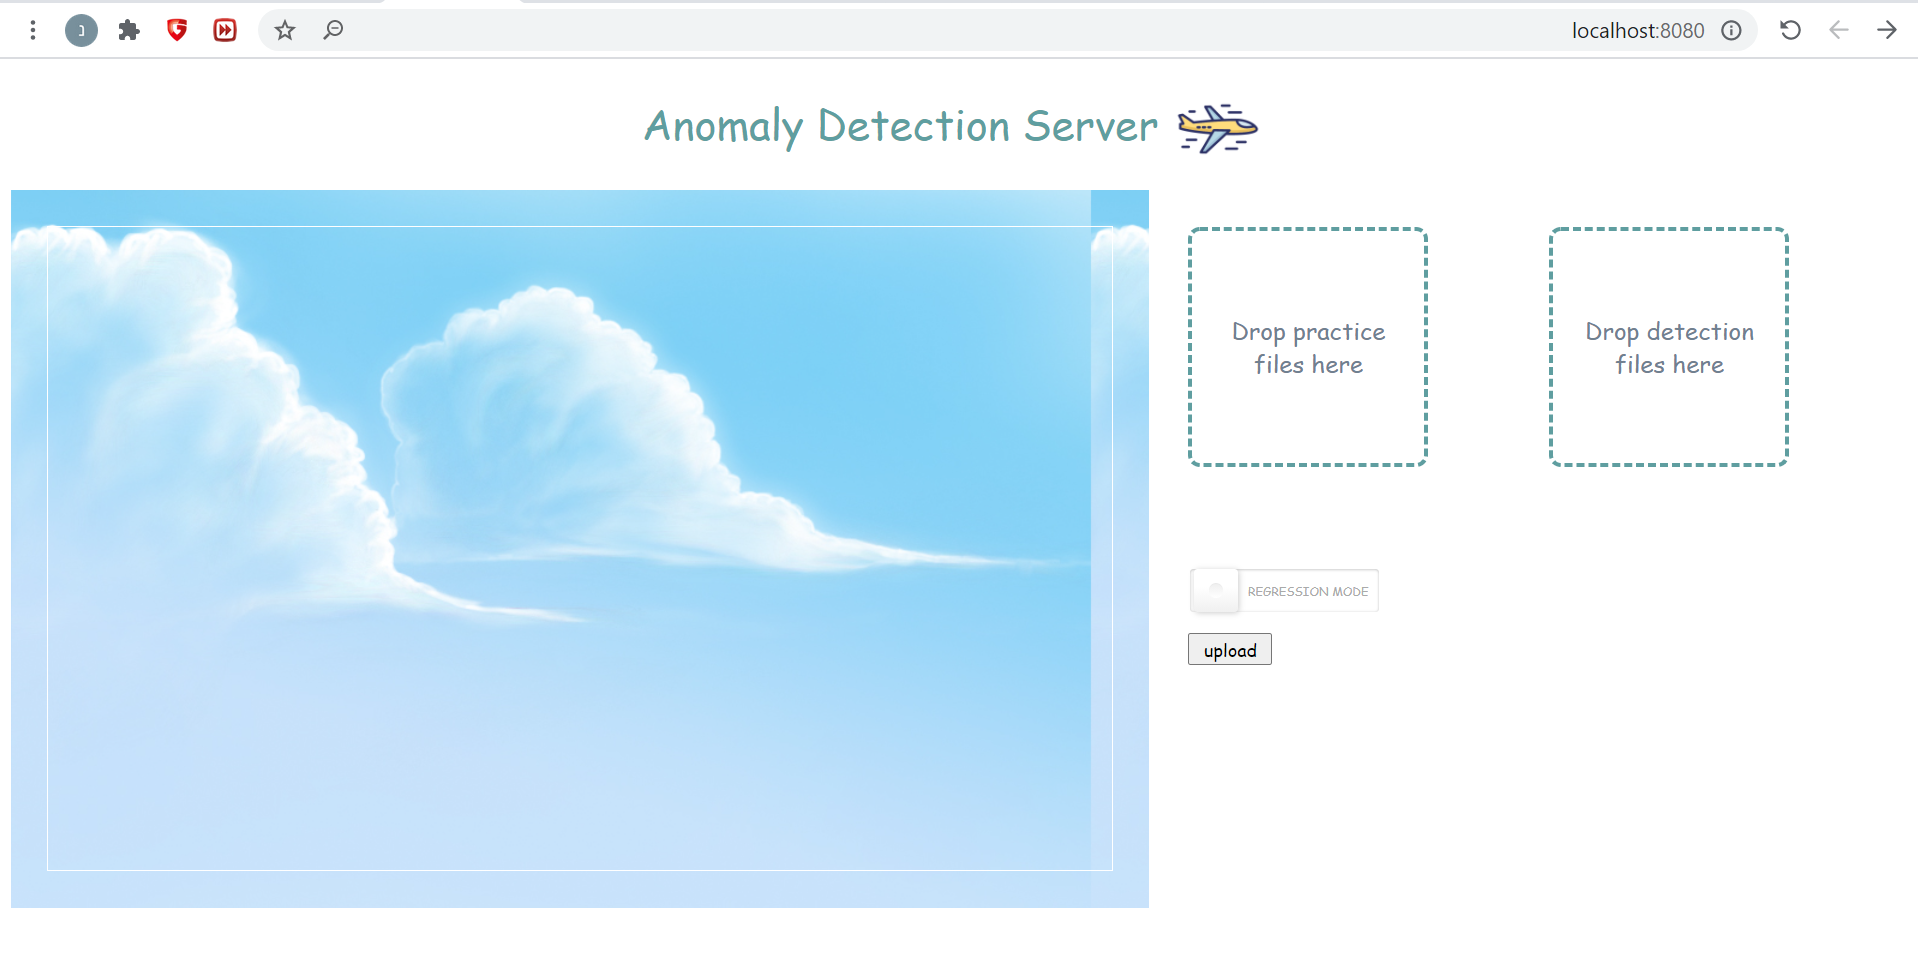 נ
localhost:8080
Anomaly Detection Server
Drop practice
files here
Drop detection
files here
REGRESSION MODE
upload